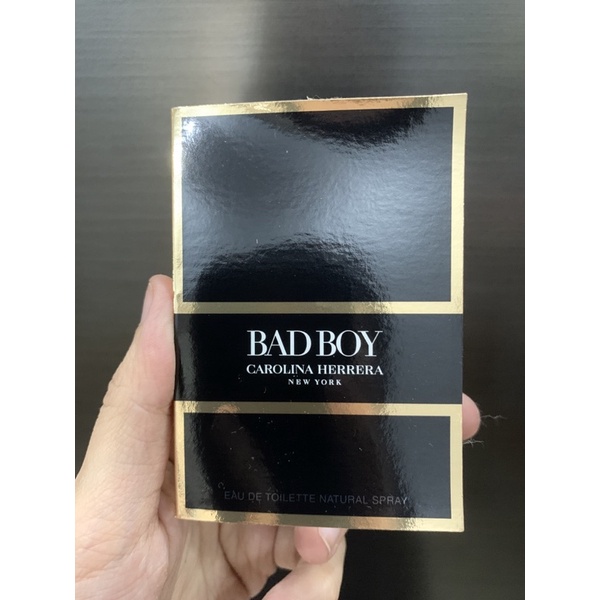 BAD BOY
CAROLINA HERRERA
NEW YORK
EAU DE TOILETTE NATURAL SPRAY